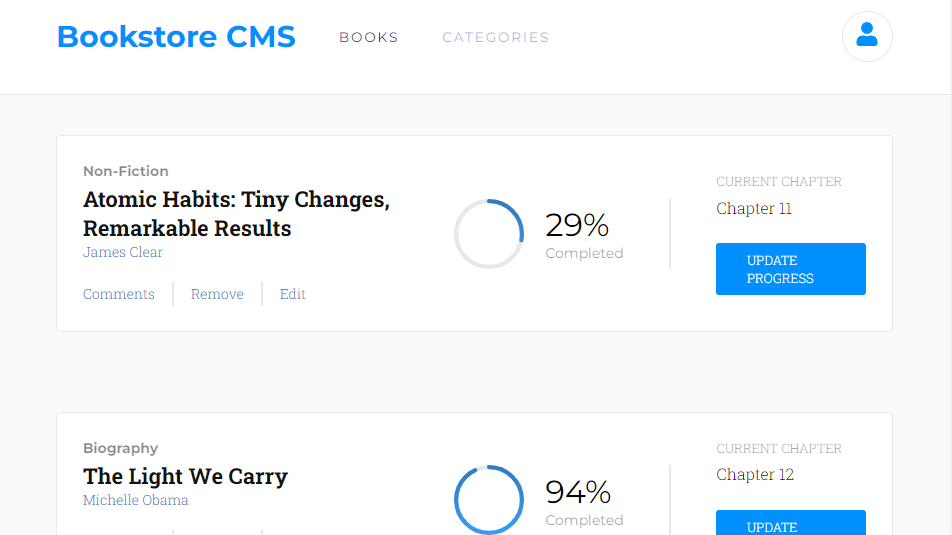 Bookstore CMS
BOOKS
CATEGORIES
Non-Fiction
Atomic Habits: Tiny Changes,
Remarkable Results
James Clear
Comments
Remove
Edit
29%
Completed
CURRENT CHAPTER
Chapter 11
UPDATE
PROGRESS
Biography
The Light We Carry
Michelle Obama
94%
Completed
CURRENT CHAPTER
Chapter 12
UPDATE